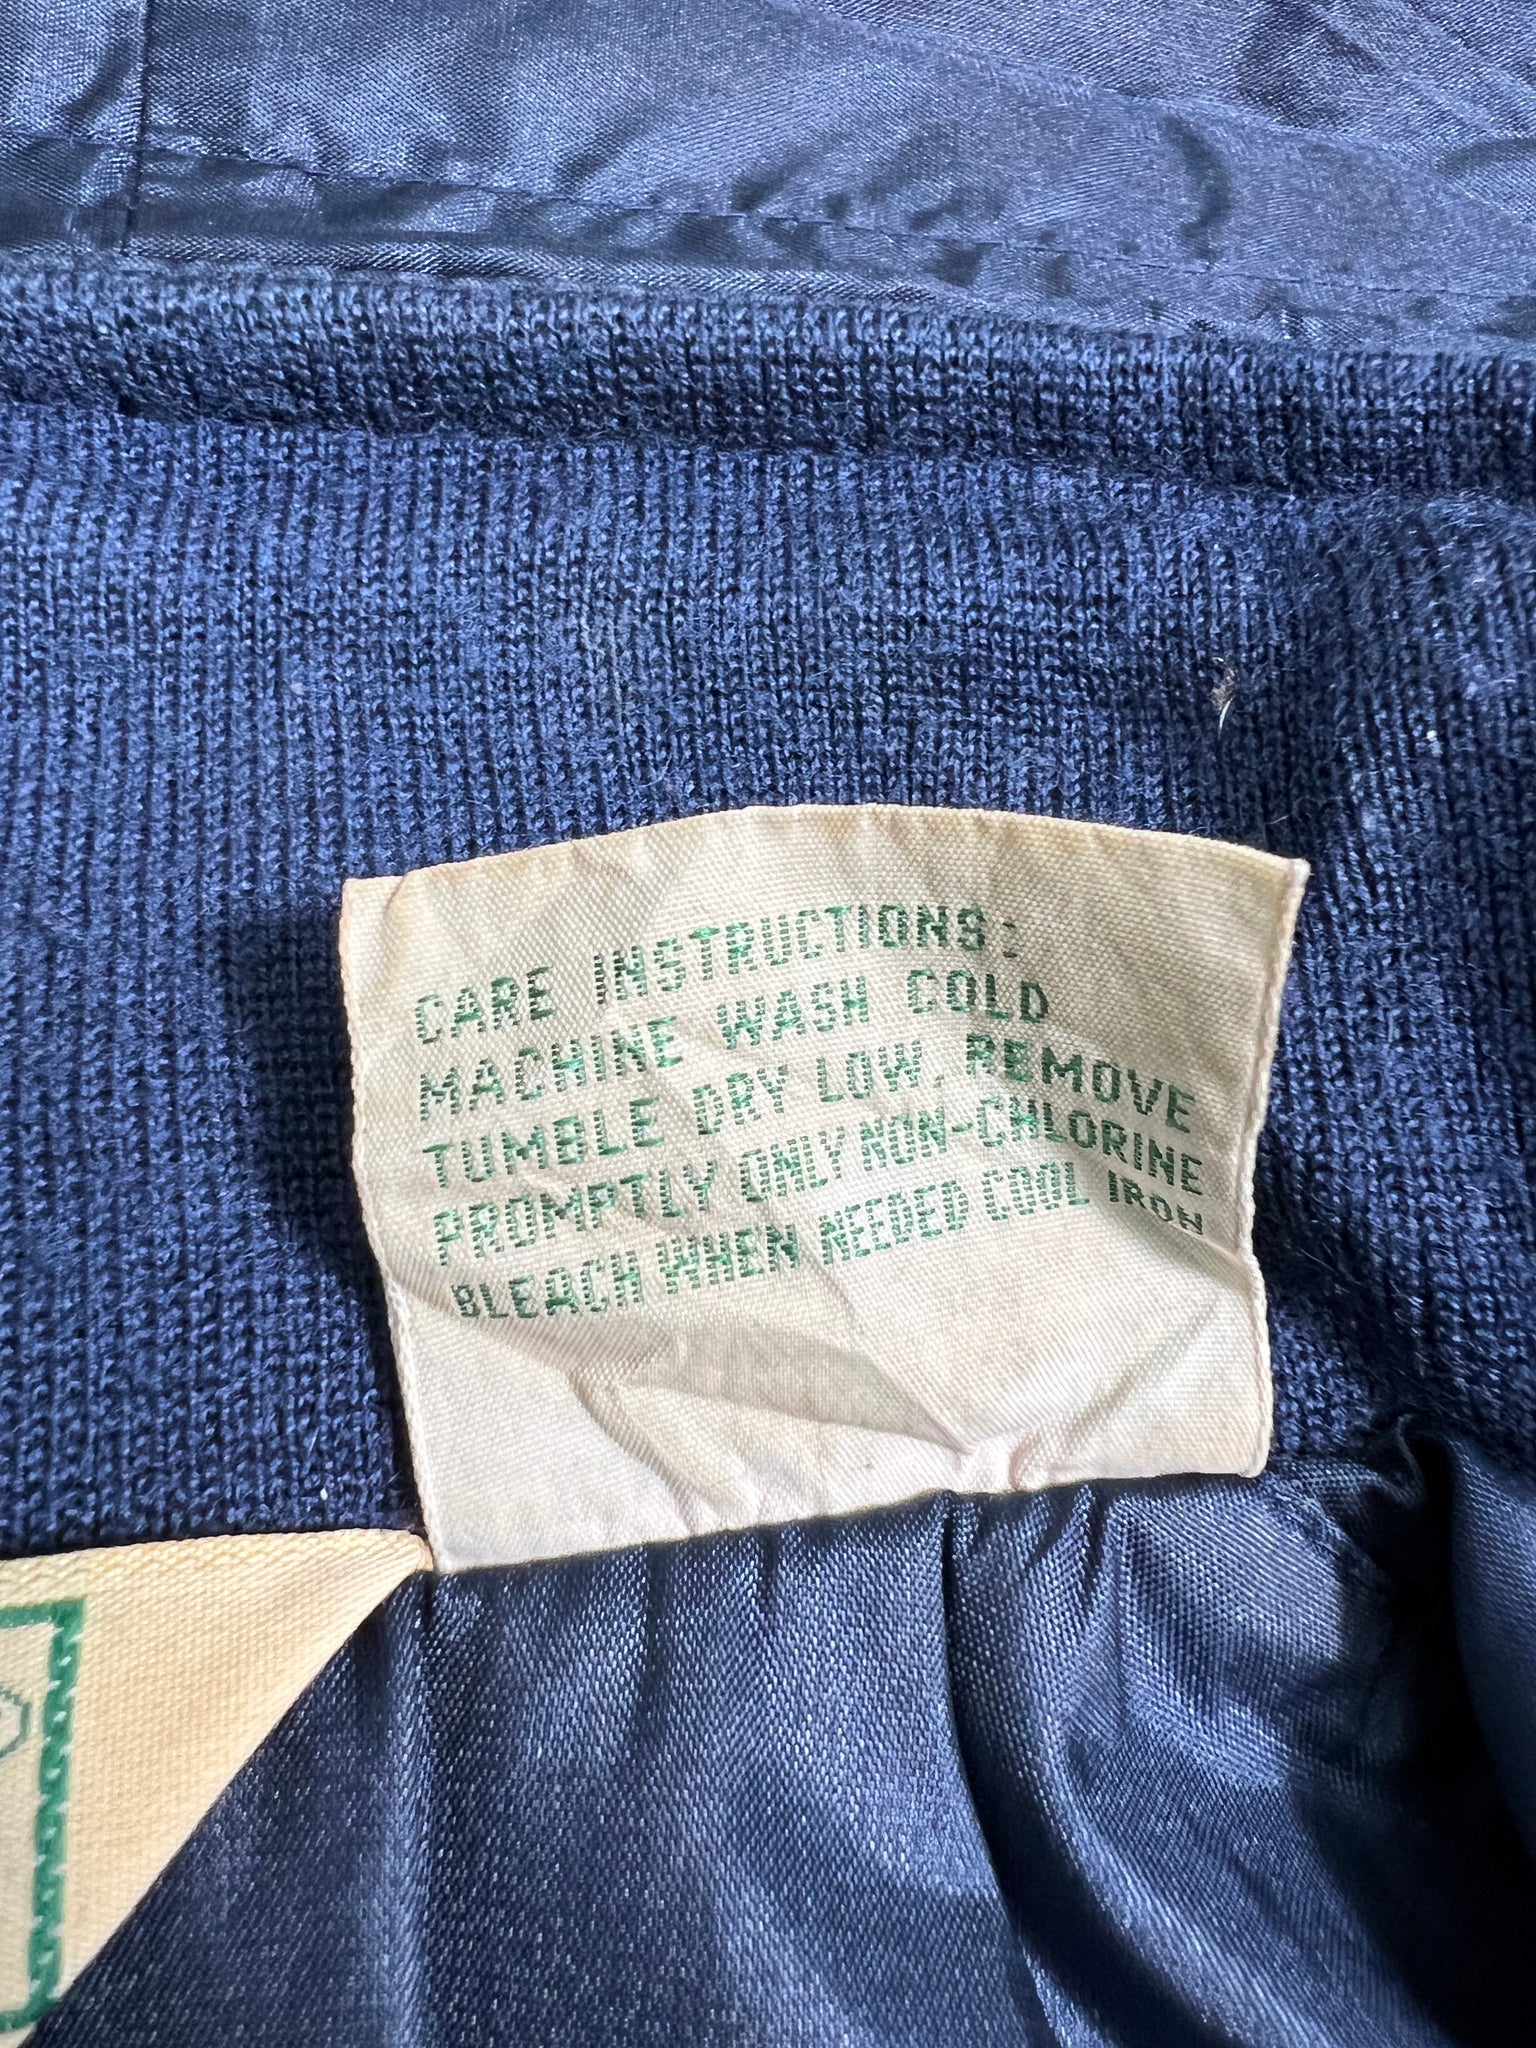 CARE INSTRUCTIONS:
MACHINE WASH COLD
TUMBLE DRY LOW, REMOVE
PROMPTLY ONLY NON-CHLORINE
BLEACH WHEN NEEDED COOL IRON